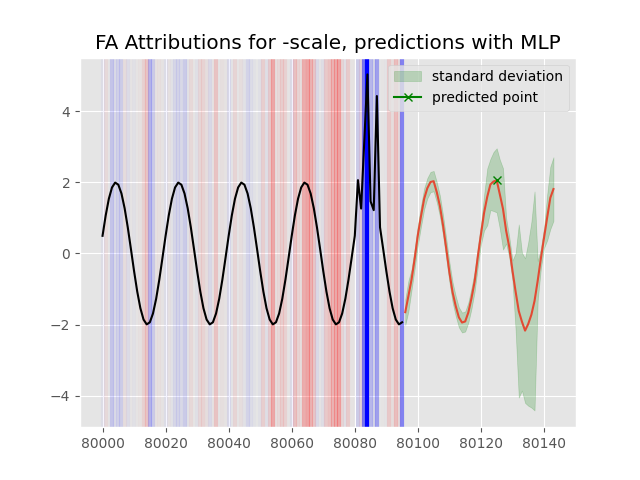 FA Attributions for -scale, predictions with MLP
standard deviation
predicted point
4
2
0
−2
−4
80000 80020 80040 80060 80080 80100 80120 80140